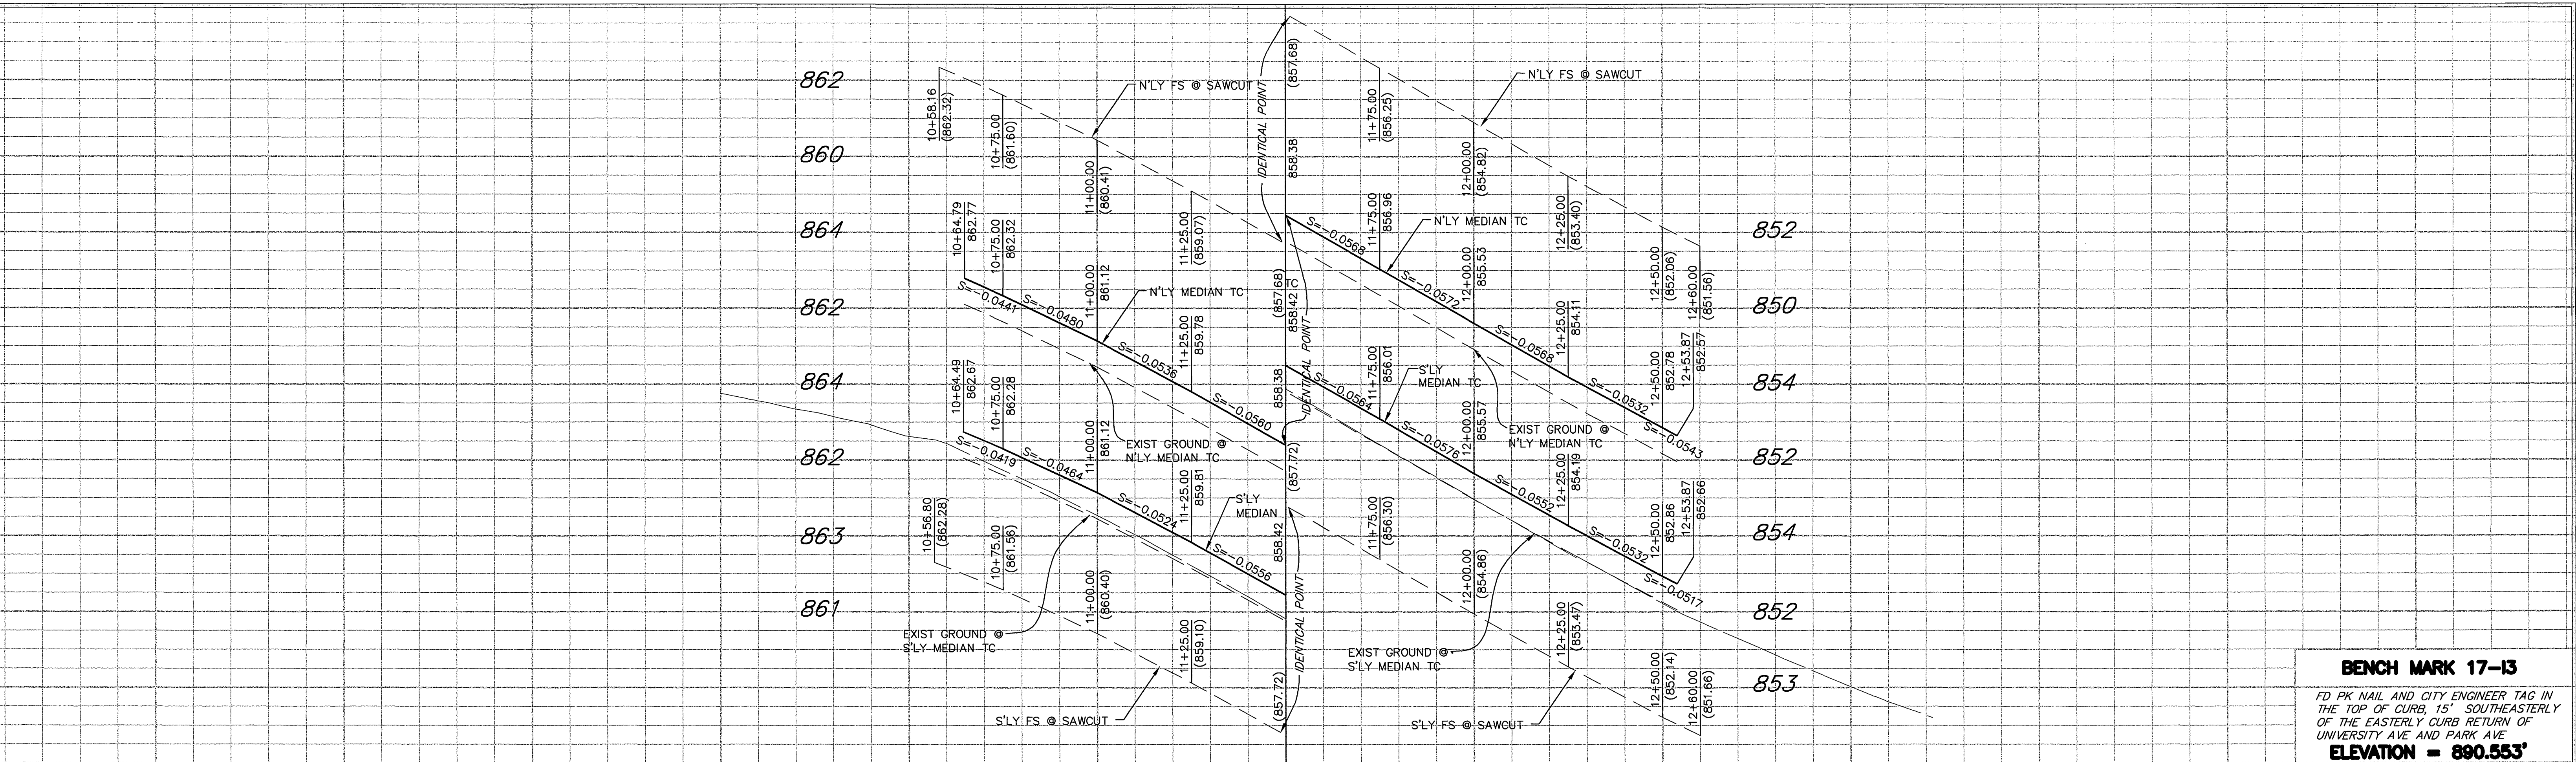 862
860
864
862
864
862
863
861
10+58.16
(862.32)
10+75.00
(861.60)
N'LY FS @ SAWCUT
11+00.00
(860.41)
11+25.00
(859.07)
IDENTICAL POINT
(857.68)
858.38
10+64.79
862.77
10+75.00
862.32
S=-0.0441
S=-0.0480
11+00.00
861.12
N'LY MEDIAN TC
TC
S=-0.0536
11+25.00
859.78
S=-0.0560
(857.68)
858.42
EXIST GROUND @
N'LY MEDIAN TC
10+64.49
862.67
10+75.00
862.28
S=-0.0419
S=-0.0464
11+00.00
861.12
S=-0.0524
11+25.00
859.81
S'LY
MEDIAN
S=-0.0556
858.38
IDENTICAL POINT
(857.72)
858.42
10+56.80
(862.28)
10+75.00
(861.56)
11+00.00
(860.40)
11+25.00
(859.10)
EXIST GROUND @
S'LY MEDIAN TC
S'LY FS @ SAWCUT
(857.72)
IDENTICAL POINT
11+75.00
(856.25)
N'LY FS @ SAWCUT
12+00.00
(854.82)
12+25.00
(853.40)
12+50.00
(852.06)
12+60.00
(851.56)
S=-0.0568
11+75.00
856.96
N'LY MEDIAN TC
S=-0.0572
12+00.00
855.53
S=-0.0568
12+25.00
854.11
S=-0.0532
12+50.00
852.78
12+53.87
852.57
S=-0.0543
EXIST GROUND @
N'LY MEDIAN TC
S=-0.0564
11+75.00
856.01
S'LY
MEDIAN TC
S=-0.0576
12+00.00
855.57
S=-0.0552
12+25.00
854.19
S=-0.0532
12+50.00
852.86
12+53.87
852.66
S=-0.0517
11+75.00
(856.30)
12+00.00
(854.86)
12+25.00
(853.47)
12+50.00
(852.14)
12+60.00
(851.66)
EXIST GROUND @
S'LY MEDIAN TC
S'LY FS @ SAWCUT
852
850
854
852
854
852
853
BENCH MARK 17-I3
FD PK NAIL AND CITY ENGINEER TAG IN
THE TOP OF CURB, 15' SOUTHEASTERLY
OF THE EASTERLY CURB RETURN OF
UNIVERSITY AVE AND PARK AVE
ELEVATION = 890.553'